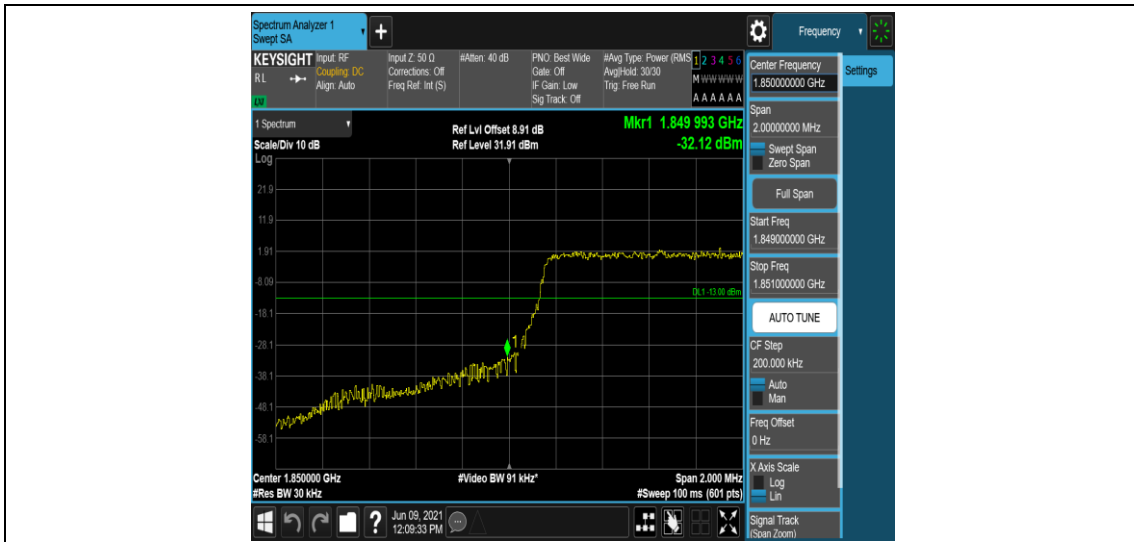 Spectrum Analyzer 1
Swept SA
+
Frequency
KEYSIGHT
RL
LXI
Input: RF
Coupling: DC
Align: Auto
Input Z: 50 Ω
Corrections: Off
Freq Ref: Int (S)
#Atten: 40 dB
PNO: Best Wide
Gate: Off
IF Gain: Low
Sig Track: Off
#Avg Type: Power (RMS
Avg|Hold: 30/30
Trig: Free Run
1 2 3 4 5 6
M W W W W W
A A A A A A
1 Spectrum
Scale/Div 10 dB
Ref Lvl Offset 8.91 dB
Ref Level 31.91 dBm
Mkr1 1.849 993 GHz
-32.12 dBm
Log
21.9
11.9
1.91
-8.09
-18.1
-28.1
-38.1
-48.1
-58.1
DL1 -13.00 dBm
1
Center 1.850000 GHz
#Res BW 30 kHz
#Video BW 91 kHz*
Span 2.000 MHz
#Sweep 100 ms (601 pts)
?
Jun 09, 2021
12:09:33 PM
Center Frequency
1.850000000 GHz
Settings
Span
2.00000000 MHz
Swept Span
Zero Span
Full Span
Start Freq
1.849000000 GHz
Stop Freq
1.851000000 GHz
AUTO TUNE
CF Step
200.000 kHz
Auto
Man
Freq Offset
0 Hz
X Axis Scale
Log
Lin
Signal Track
(Span Zoom)